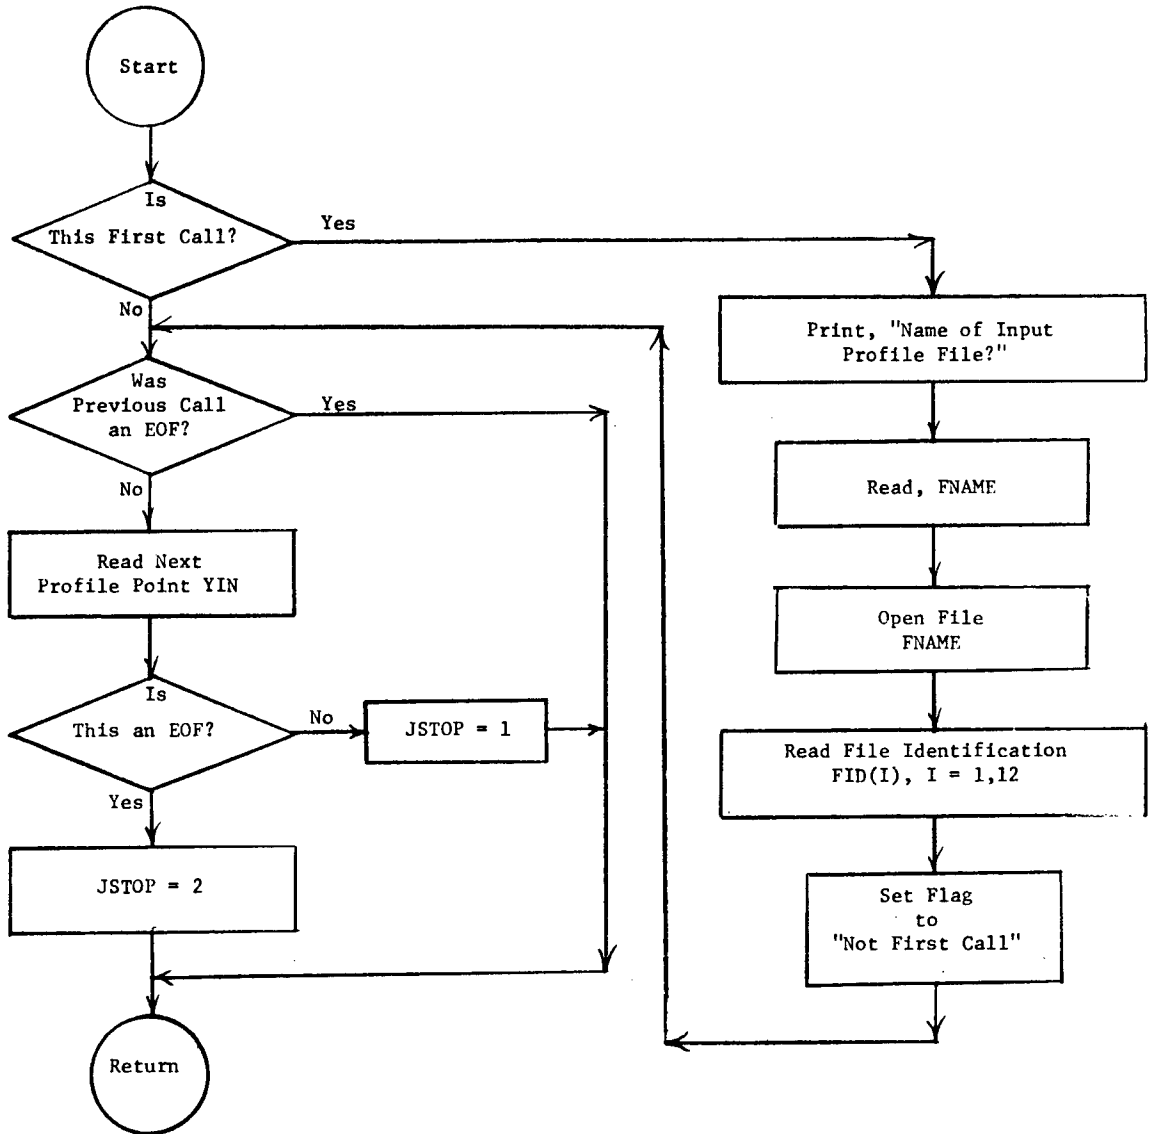 Start
Is
This First Call?
Yes
No
Print, "Name of Input
Profile File?"
Was
Previous Call
an EOF?
Yes
No
Read, FNAME
Read Next
Profile Point YIN
Open File
FNAME
Is
This an EOF?
No
JSTOP = 1
Yes
Read File Identification
FID(I), I = 1,12
JSTOP = 2
Set Flag
to
"Not First Call"
Return